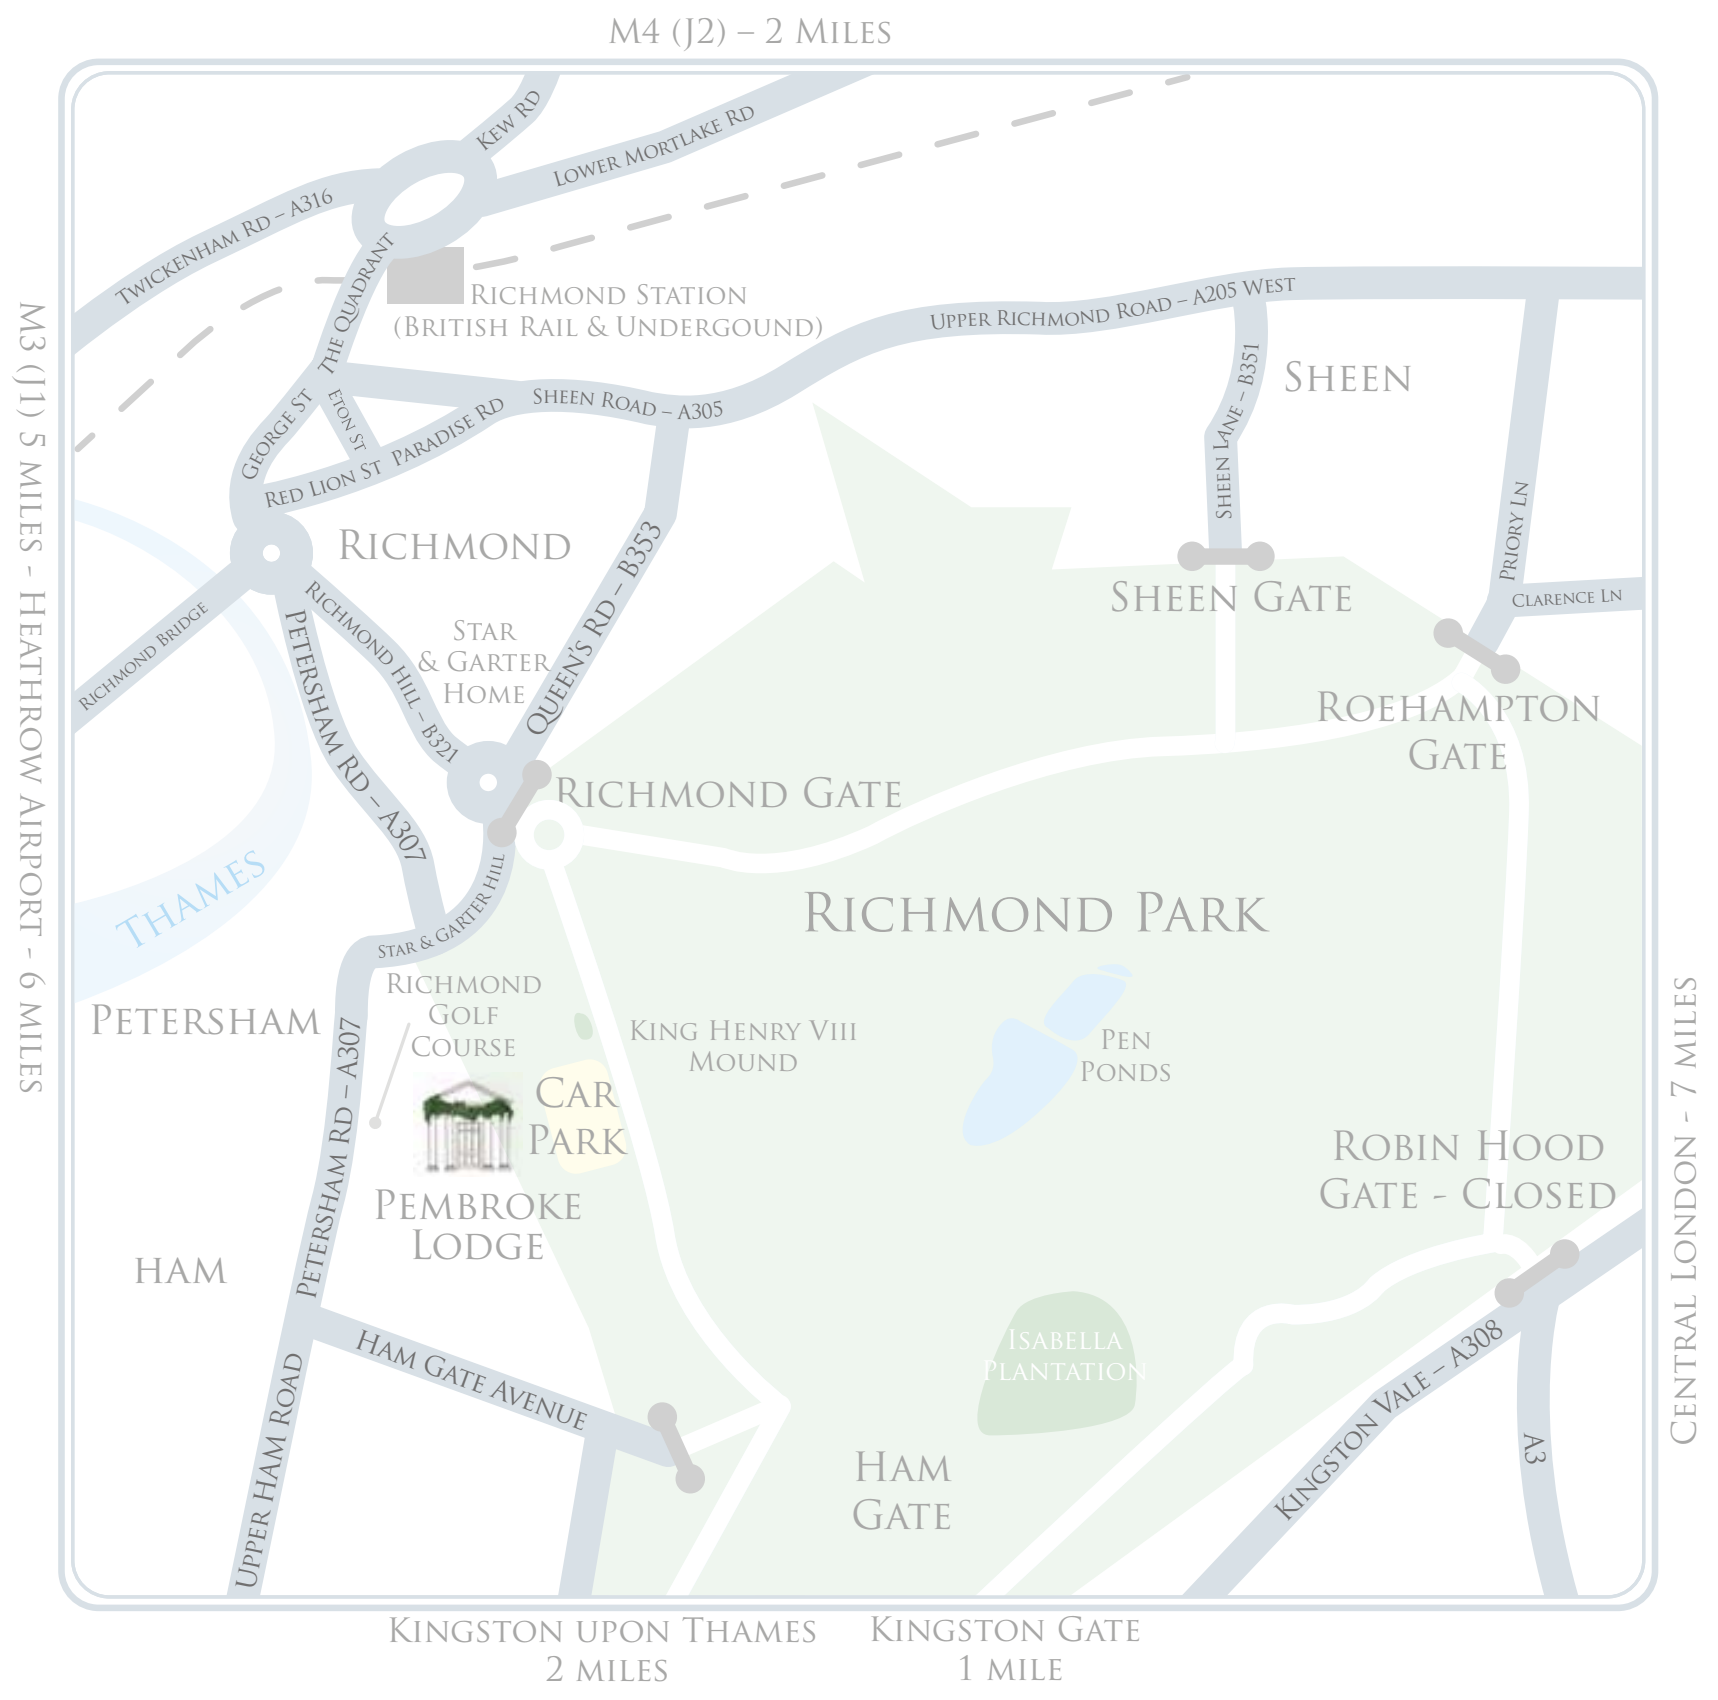 M4 (J2) – 2 Miles
Kew Rd
Lower MortLake Rd
Twickenham Rd – A316
The Quadrant
Richmond Station
(British Rail & Undergound)
Upper Richmond Road – A205 West
M3 (J1) 5 miles - Heathrow Airport - 6 miles
Sheen
Sheen Lane – B351
Sheen Lane
Eton St
George St
Sheen Road – A305
Paradise Rd
Red Lion St
Priory Ln
Richmond
Queen's Rd – B353
Clarence Ln
Sheen Gate
Richmond Bridge
Petersham Rd – A307
Richmond Hill – B321
Star
& Garter
Home
Roehampton
Gate
Richmond Gate
Thames
Star & Garter Hill
Richmond Park
Richmond
Golf
Course
Petersham
King Henry VIII
Mound
Pen
Ponds
Car
Park
Petersham Rd – A307
Robin Hood
Gate - Closed
Central London - 7 miles
Pembroke
Lodge
Ham
Petersham Rd
Isabella
Plantation
Ham Gate Avenue
Kingston Vale – A308
A3
Upper Ham Road
Ham
Gate
Kingston upon Thames
2 miles
Kingston Gate
1 mile